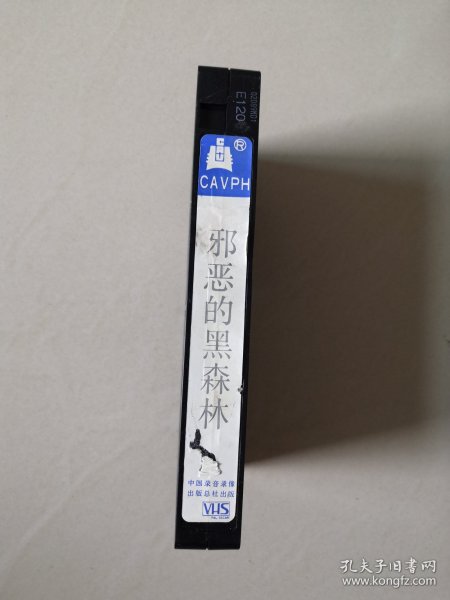 E120
®
CAVPH
邪恶的黑森林
中国录音录像
出版总社出版
VHS
孔夫子旧书网
www.kongfz.com